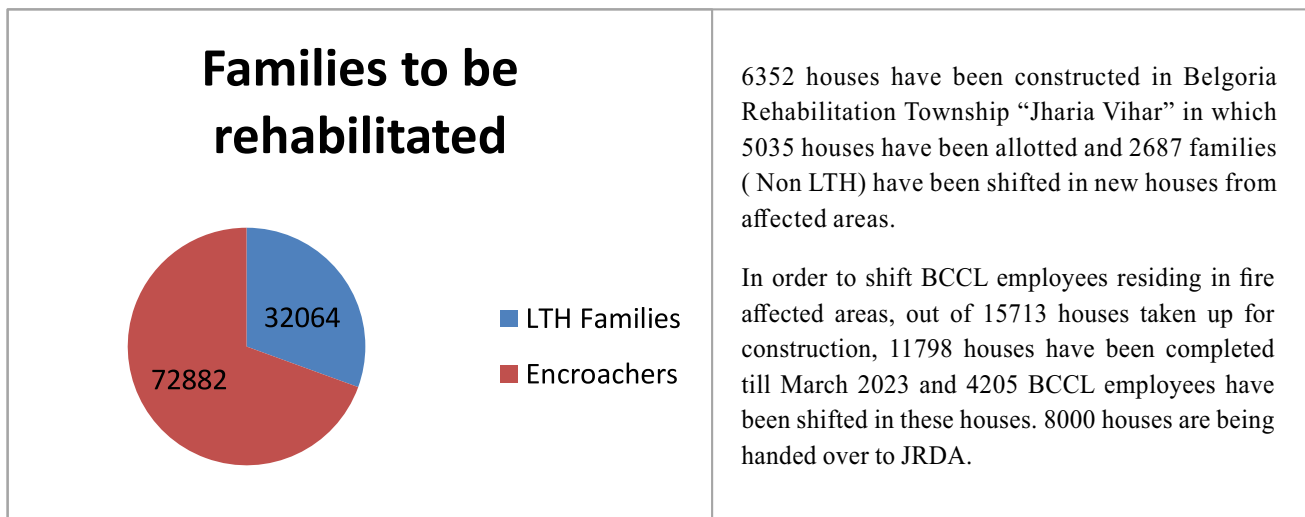 Families to be
rehabilitated
32064
72882
LTH Families
Encroachers
6352 houses have been constructed in Belgoria
Rehabilitation Township “Jharia Vihar” in which
5035 houses have been allotted and 2687 families
( Non LTH) have been shifted in new houses from
affected areas.
In order to shift BCCL employees residing in fire
affected areas, out of 15713 houses taken up for
construction, 11798 houses have been completed
till March 2023 and 4205 BCCL employees have
been shifted in these houses. 8000 houses are being
handed over to JRDA.